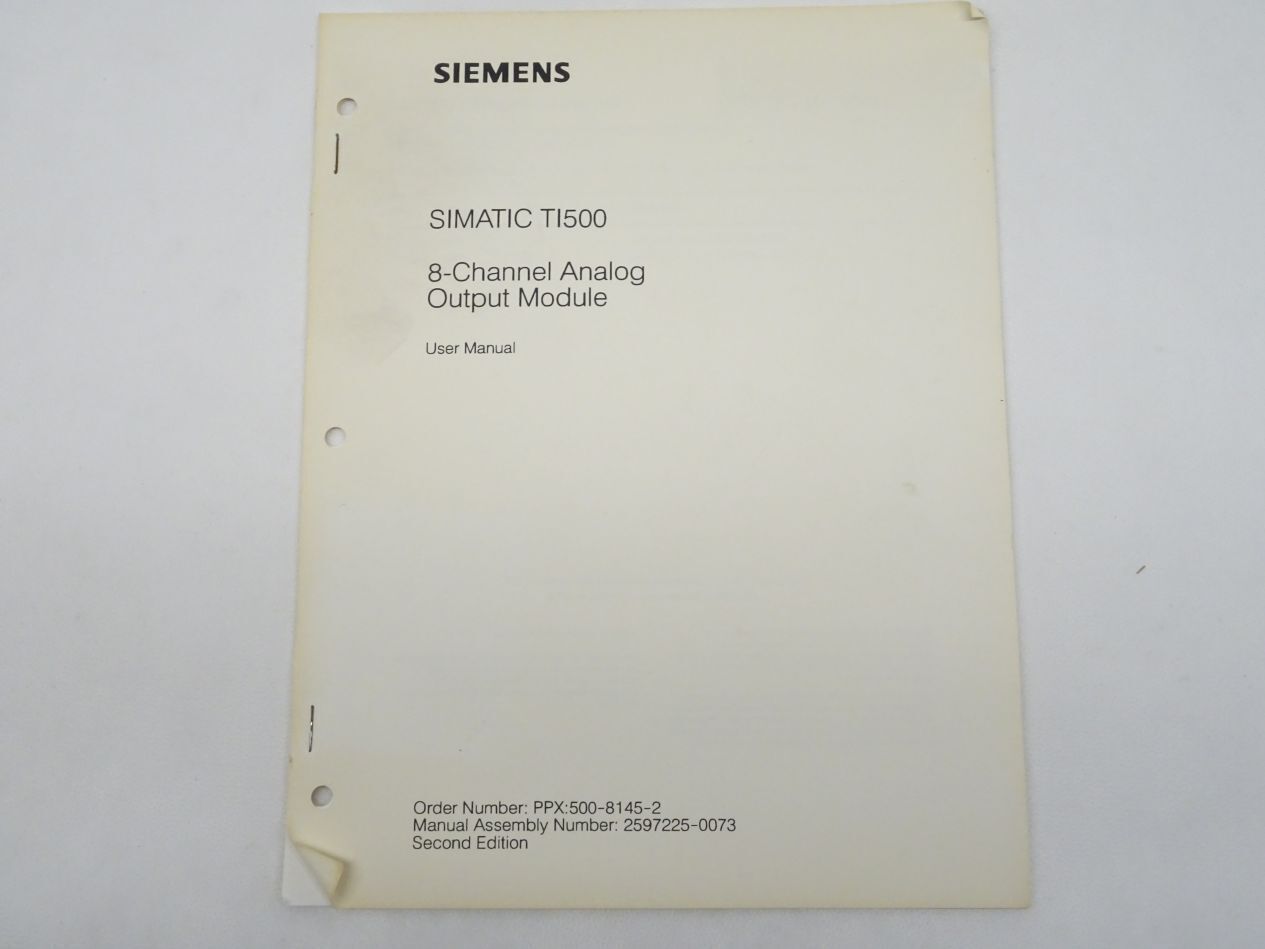 SIEMENS
SIMATIC TI500
8-Channel Analog
Output Module
User Manual
Order Number: PPX:500-8145-2
Manual Assembly Number: 2597225-0073
Second Edition